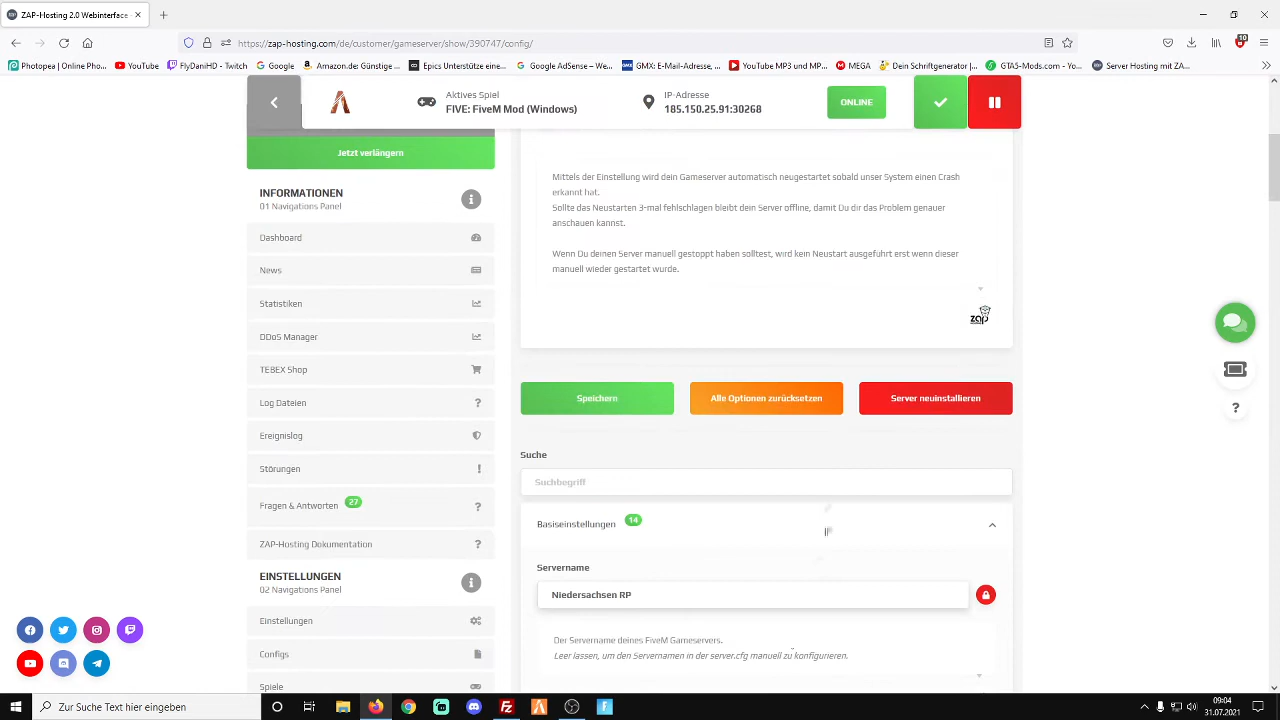 ZAP-Hosting 2.0 Webinterface
https://zap-hosting.com/de/customer/gameserver/show/390747/config/
10
Photopea | Online Pho...
YouTube
FlyDaniHD - Twitch
Google
Amazon.de: Günstige ...
Epic Games Support-C...
Google AdSense – We...
GMX: E-Mail-Adresse, ...
YouTube MP3 und MP...
MEGA
Dein Schriftgenerator |...
GTA5-Mods.com - Yo...
Server Hosting mit ZA...
Aktives Spiel
FIVE: FiveM Mod (Windows)
IP-Adresse
185.150.25.91:30268
ONLINE
Jetzt verlängern
INFORMATIONEN
01 Navigations Panel
Dashboard
News
Statistiken
DDoS Manager
TEBEX Shop
Log Dateien
Ereignislog
Störungen
Fragen & Antworten 27
ZAP-Hosting Dokumentation
EINSTELLUNGEN
02 Navigations Panel
Einstellungen
Configs
Spiele
Mittels der Einstellung wird dein Gameserver automatisch neugestartet sobald unser System einen Crash
erkannt hat.
Sollte das Neustarten 3-mal fehlschlagen bleibt dein Server offline, damit Du dir das Problem genauer
anschauen kannst.
Wenn Du deinen Server manuell gestoppt haben solltest, wird kein Neustart ausgeführt erst wenn dieser
manuell wieder gestartet wurde.
zap
Speichern
Alle Optionen zurücksetzen
Server neuinstallieren
Suche
Suchbegriff
Basiseinstellungen 14
Servername
Niedersachsen RP
Der Servername deines FiveM Gameservers.
Leer lassen, um den Servernamen in der server.cfg manuell zu konfigurieren.
Zur Suche Text hier eingeben
09:04
31.07.2021